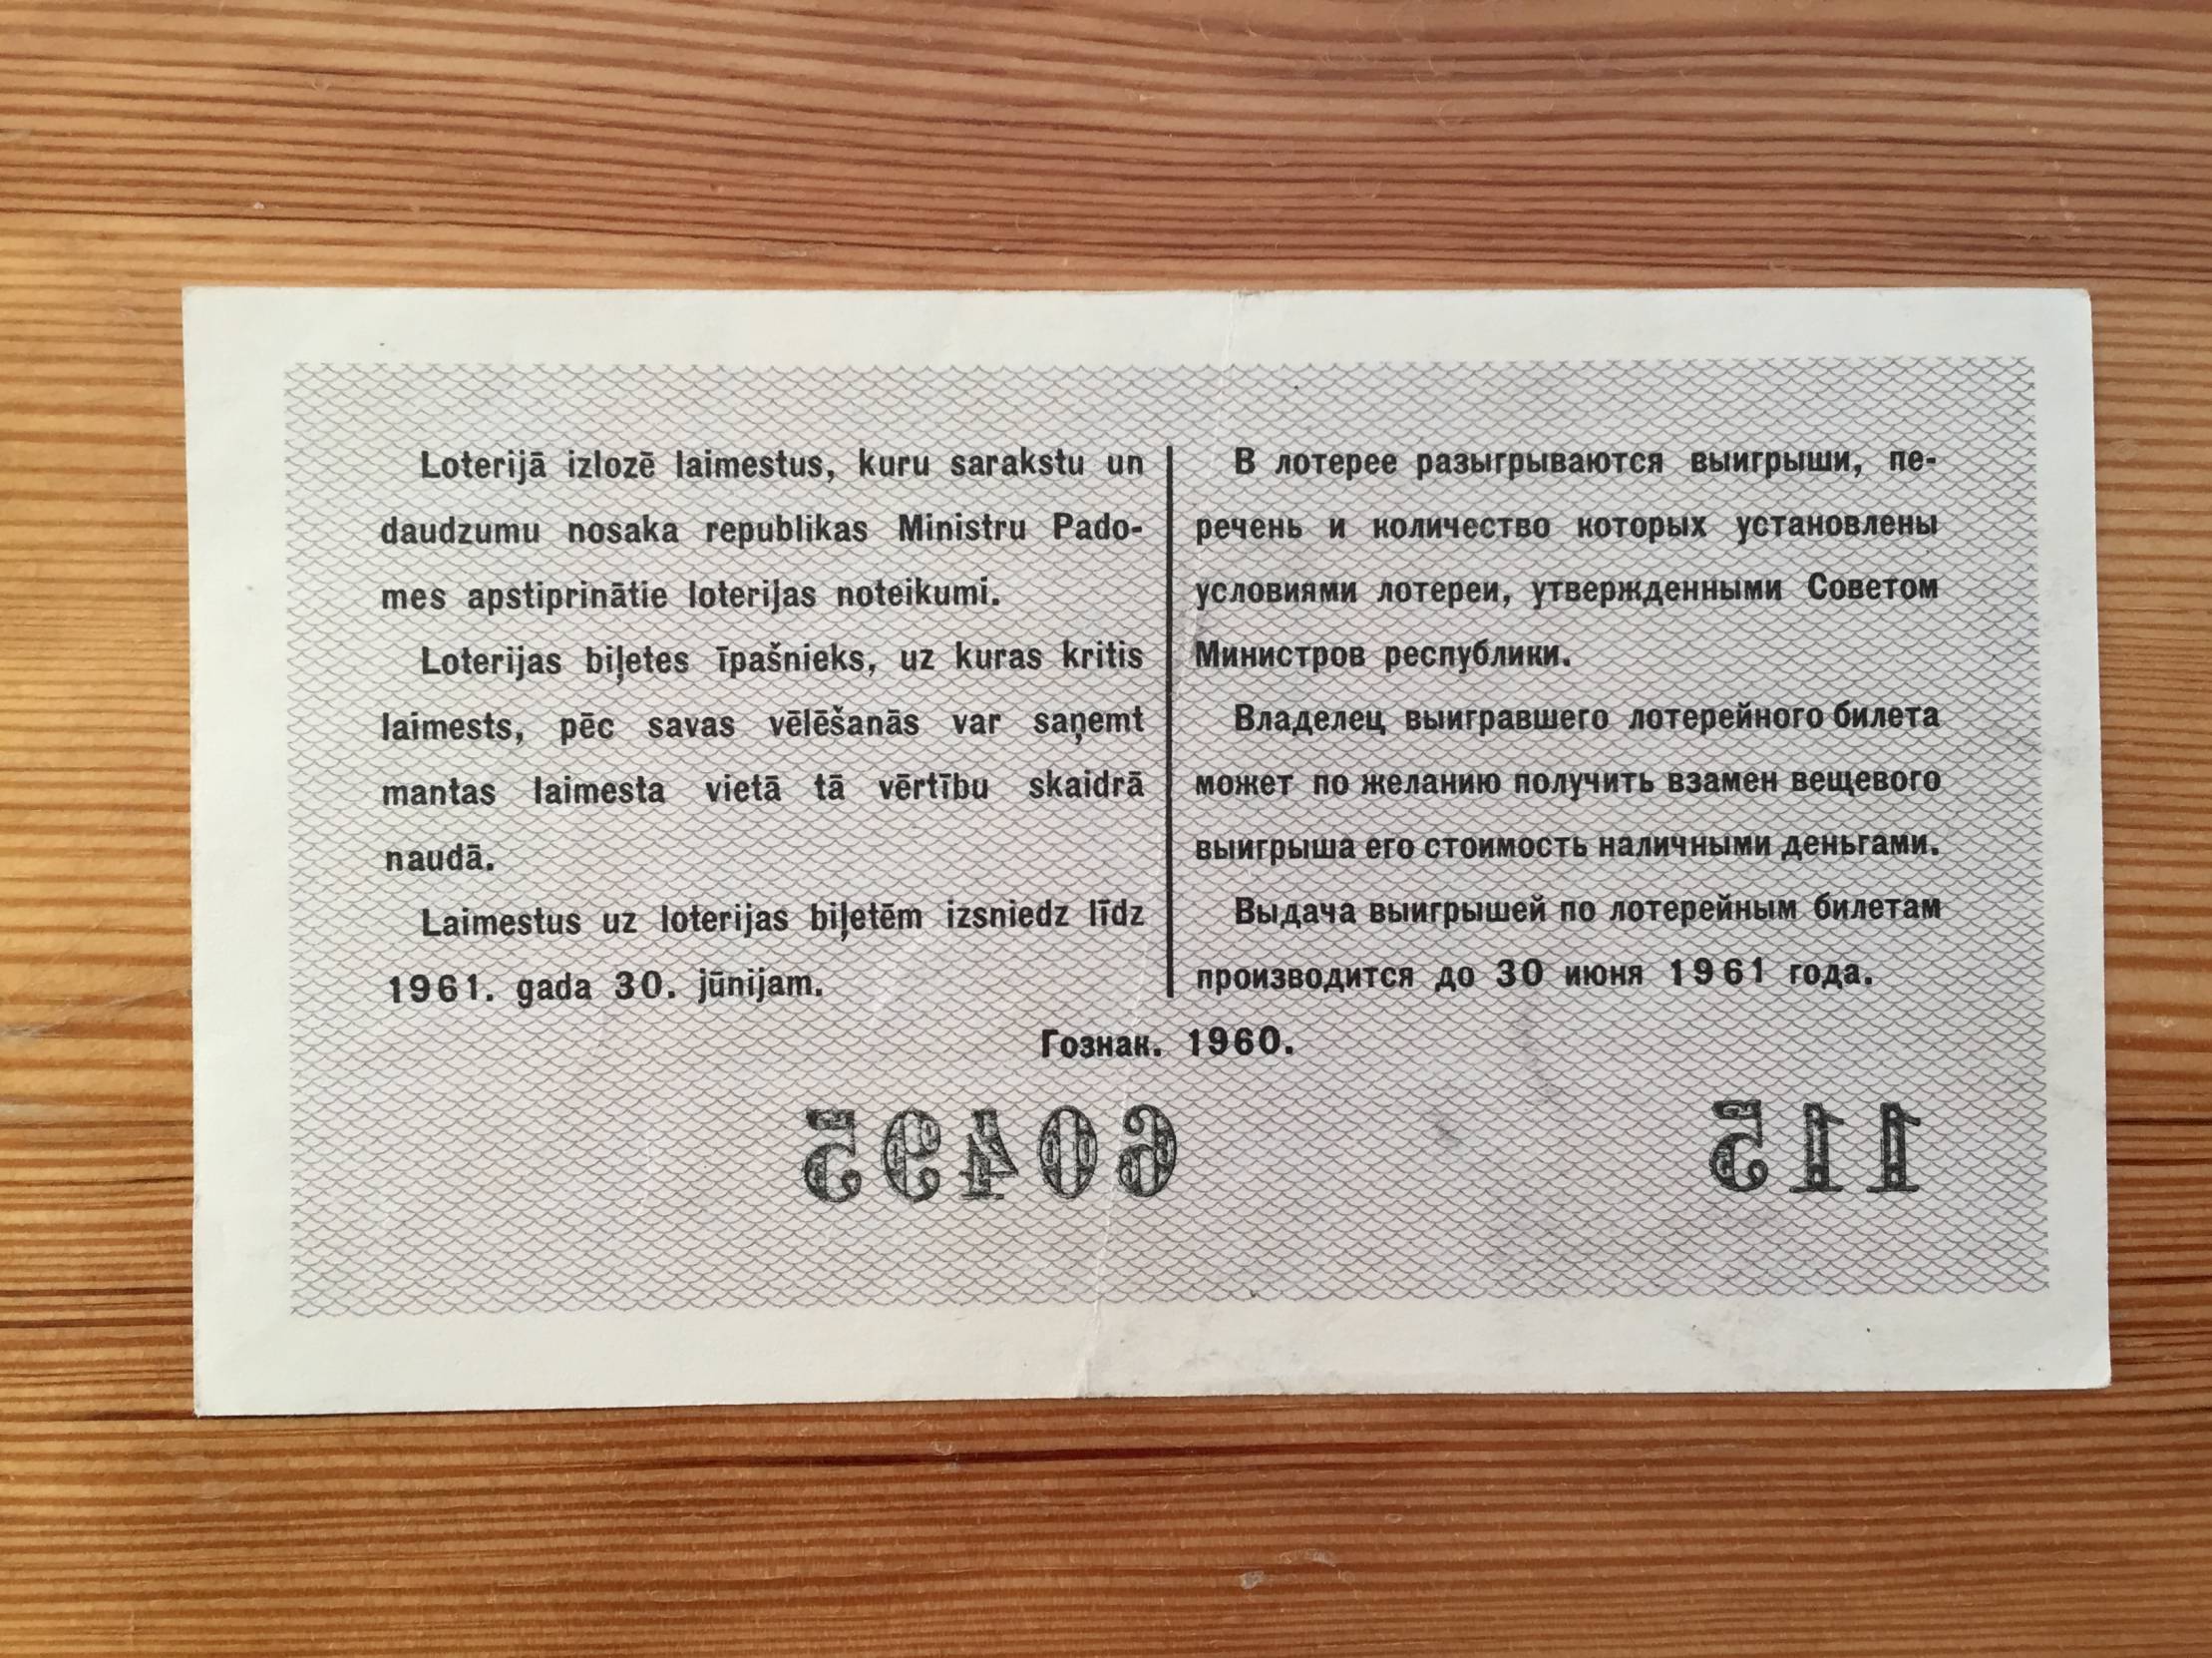 Loterijā izlozē laimestus, kuru sarakstu un
daudzumu nosaka republikas Ministru Pado-
mes apstiprinātie loterijas noteikumi.
Loterijas biļetes īpašnieks, uz kuras kritis
laimests, pēc savas vēlēšanās var saņemt
mantas laimesta vietā tā vērtību skaidrā
naudā.
Laimestus uz loterijas biļetēm izsniedz līdz
1961. gada 30. jūnijam.
В лотерее разыгрываются выигрыши, пе-
речень и количество которых установлены
условиями лотереи, утвержденными Советом
Министров республики.
Владелец выигравшего лотерейного билета
может по желанию получить взамен вещевого
выигрыша его стоимость наличными деньгами.
Выдача выигрышей по лотерейным билетам
производится до 30 июня 1961 года.
Гознак. 1960.
60495 115